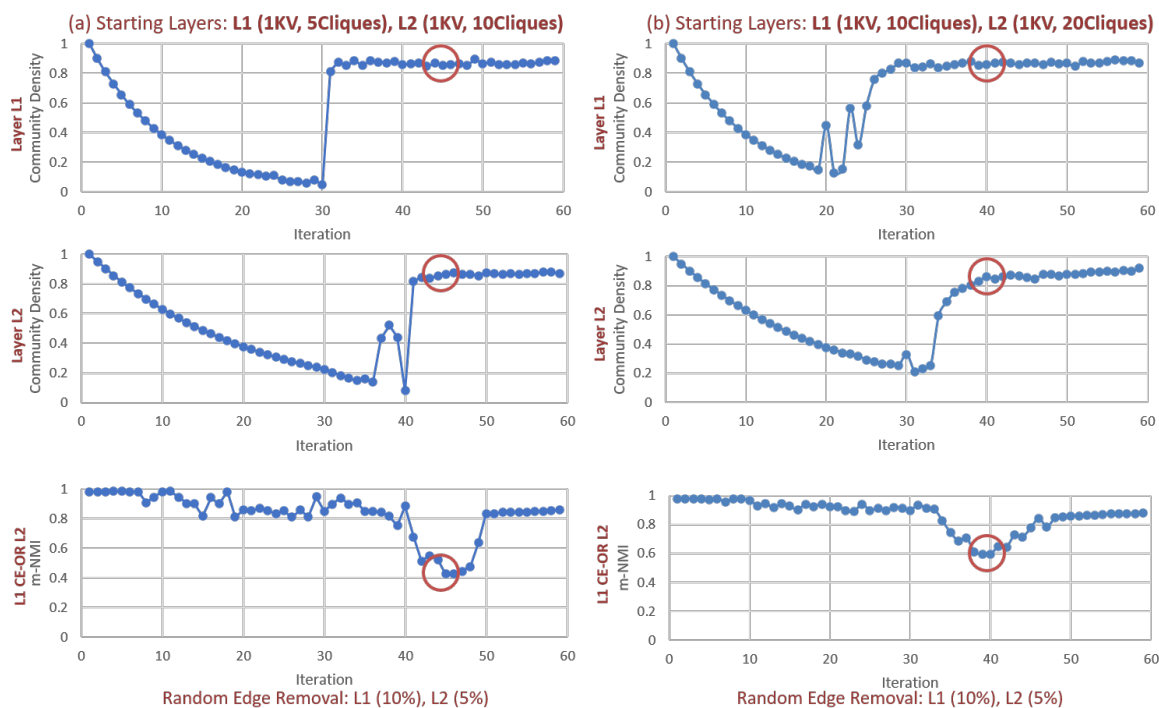 (a) Starting Layers: L1 (1KV, 5Cliques), L2 (1KV, 10Cliques)
Layer L1
Community Density
1
0.8
0.6
0.4
0.2
0
0 10 20 30 40 50 60
Iteration
Layer L2
Community Density
1
0.8
0.6
0.4
0.2
0
0 10 20 30 40 50 60
Iteration
L1 CE-OR L2
m-NMI
1
0.8
0.6
0.4
0.2
0
0 10 20 30 40 50 60
Random Edge Removal: L1 (10%), L2 (5%)
(b) Starting Layers: L1 (1KV, 10Cliques), L2 (1KV, 20Cliques)
Layer L1
Community Density
1
0.8
0.6
0.4
0.2
0
0 10 20 30 40 50 60
Iteration
Layer L2
Community Density
1
0.8
0.6
0.4
0.2
0
0 10 20 30 40 50 60
Iteration
L1 CE-OR L2
m-NMI
1
0.8
0.6
0.4
0.2
0
0 10 20 30 40 50 60
Random Edge Removal: L1 (10%), L2 (5%)